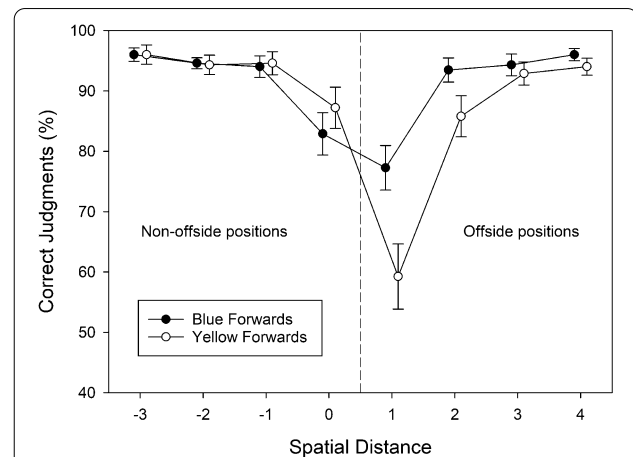 100
90
80
70
60
50
40
Correct Judgments (%)
Non-offside positions
Offside positions
Blue Forwards
Yellow Forwards
-3 -2 -1 0 1 2 3 4
Spatial Distance